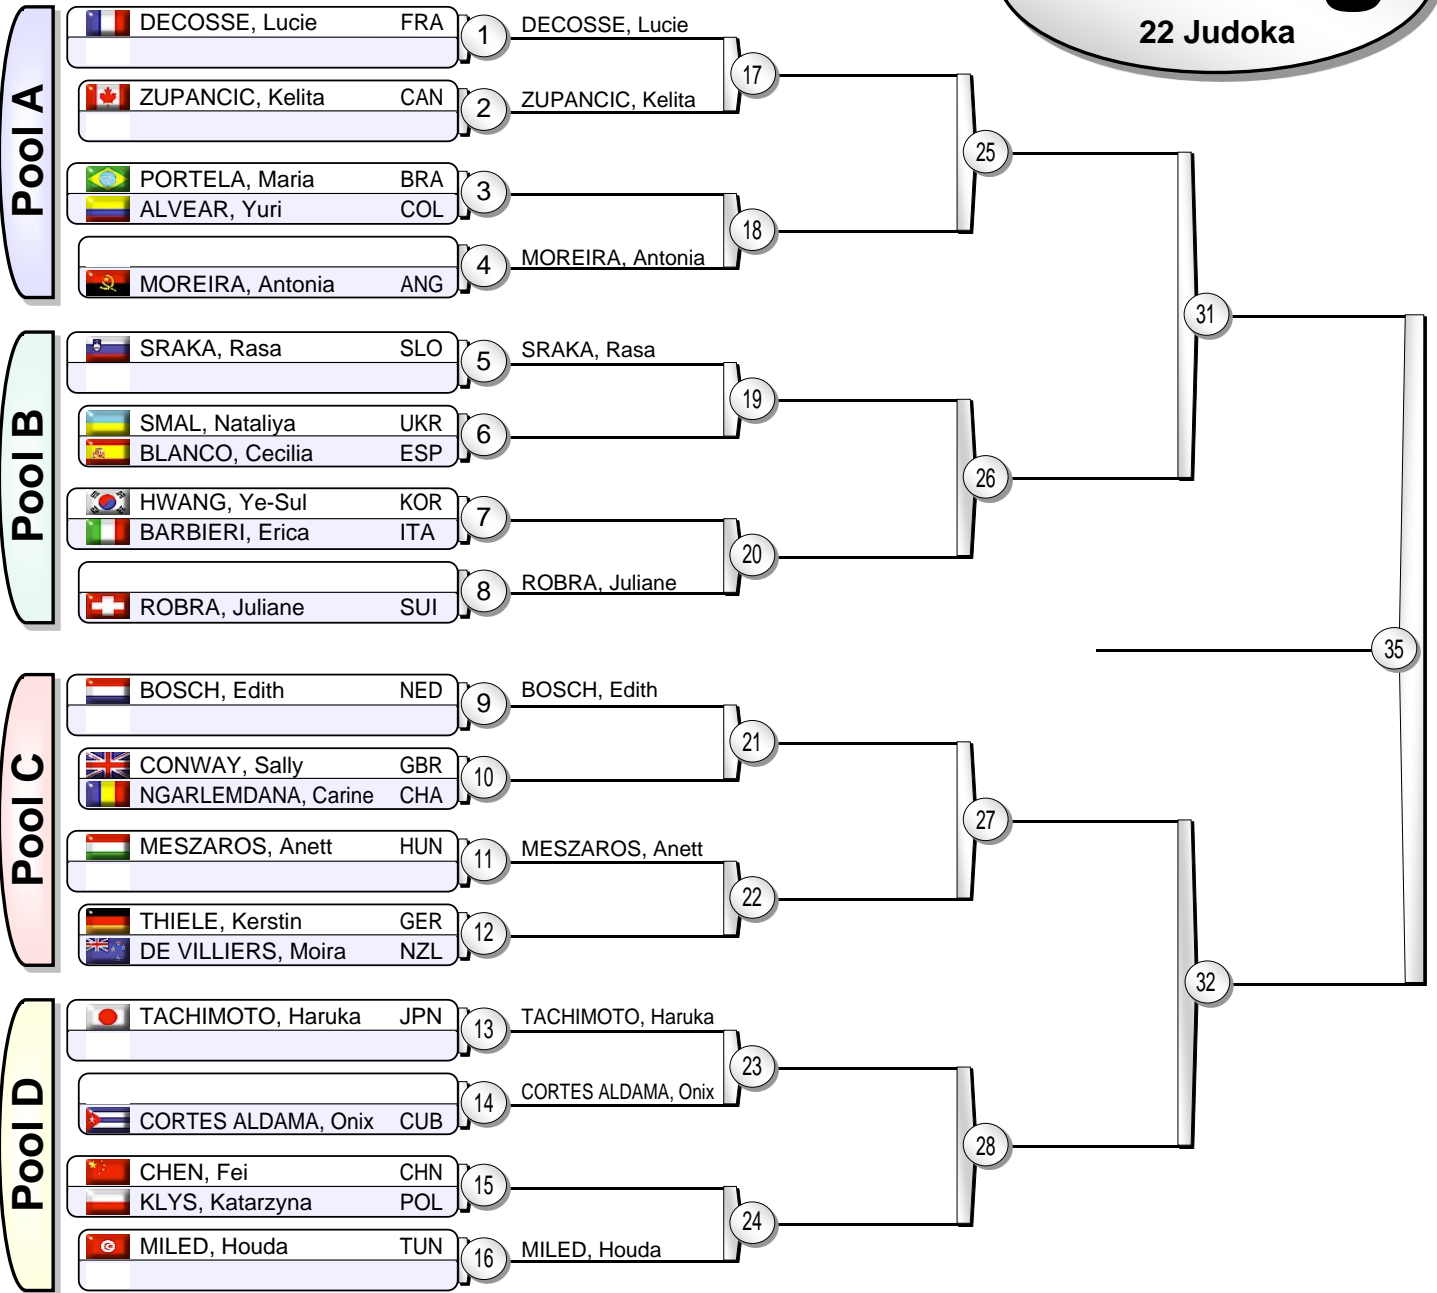 22 Judoka
Pool A
DECOSSE, Lucie FRA 1 DECOSSE, Lucie
17
ZUPANCIC, Kelita CAN 2 ZUPANCIC, Kelita
25
PORTELA, Maria BRA
ALVEAR, Yuri COL
3
18
MOREIRA, Antonia ANG 4 MOREIRA, Antonia
31
Pool B
SRAKA, Rasa SLO 5 SRAKA, Rasa
19
SMAL, Nataliya UKR
BLANCO, Cecilia ESP
6
26
HWANG, Ye-Sul KOR
BARBIERI, Erica ITA
7
20
ROBRA, Juliane SUI 8 ROBRA, Juliane
35
Pool C
BOSCH, Edith NED 9 BOSCH, Edith
21
CONWAY, Sally GBR
NGARLEMDANA, Carine CHA
10
27
MESZAROS, Anett HUN 11 MESZAROS, Anett
22
THIELE, Kerstin GER
DE VILLIERS, Moira NZL
12
32
Pool D
TACHIMOTO, Haruka JPN 13 TACHIMOTO, Haruka
23
CORTES ALDAMA, Onix CUB 14 CORTES ALDAMA, Onix
28
CHEN, Fei CHN
KLYS, Katarzyna POL
15
24
MILED, Houda TUN 16 MILED, Houda